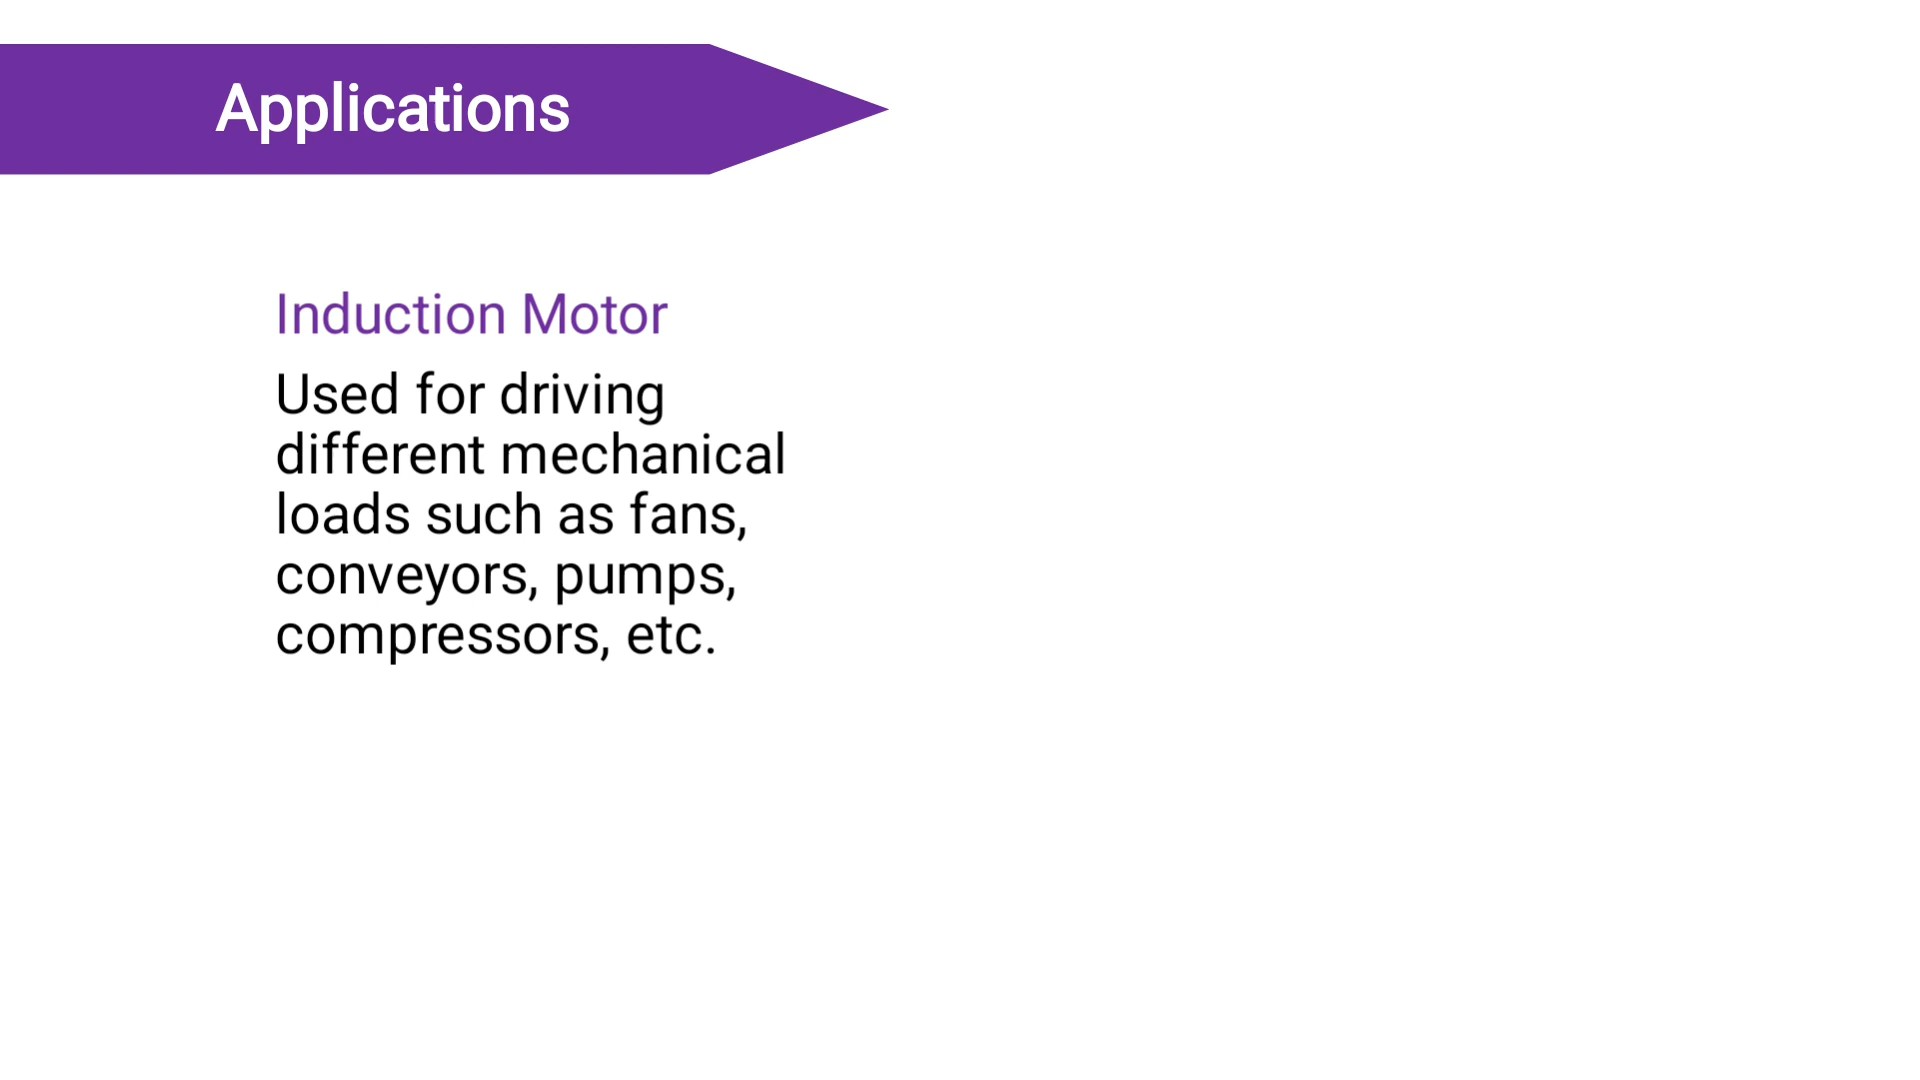 Applications
Induction Motor
Used for driving
different mechanical
loads such as fans,
conveyors, pumps,
compressors, etc.